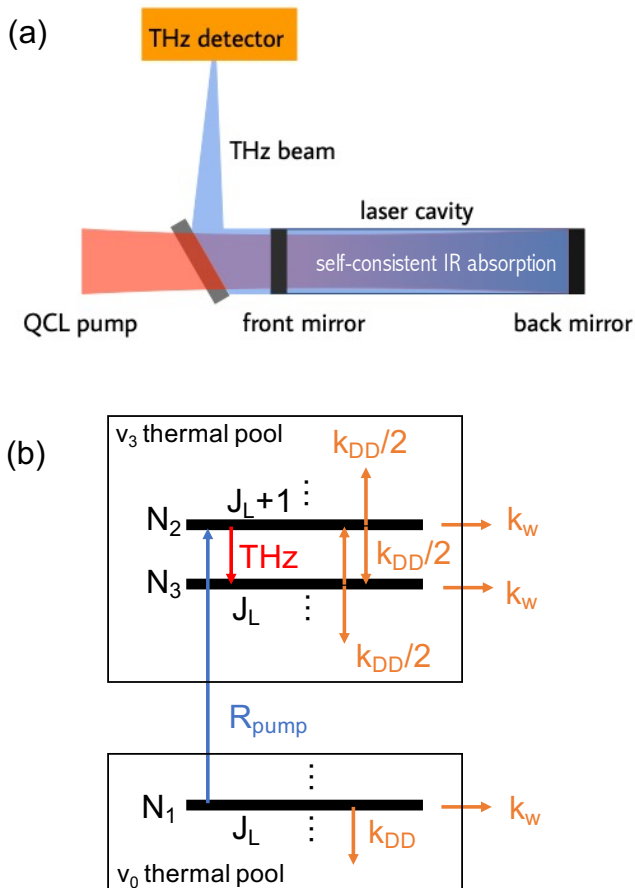 (a)
THz detector
THz beam
laser cavity
self-consistent IR absorption
QCL pump
front mirror
back mirror
(b)
v3 thermal pool
kDD/2
JL+1
N2
kw
THz
kDD/2
N3
kw
JL
kDD/2
Rpump
N1
kw
JL
kDD
v0 thermal pool